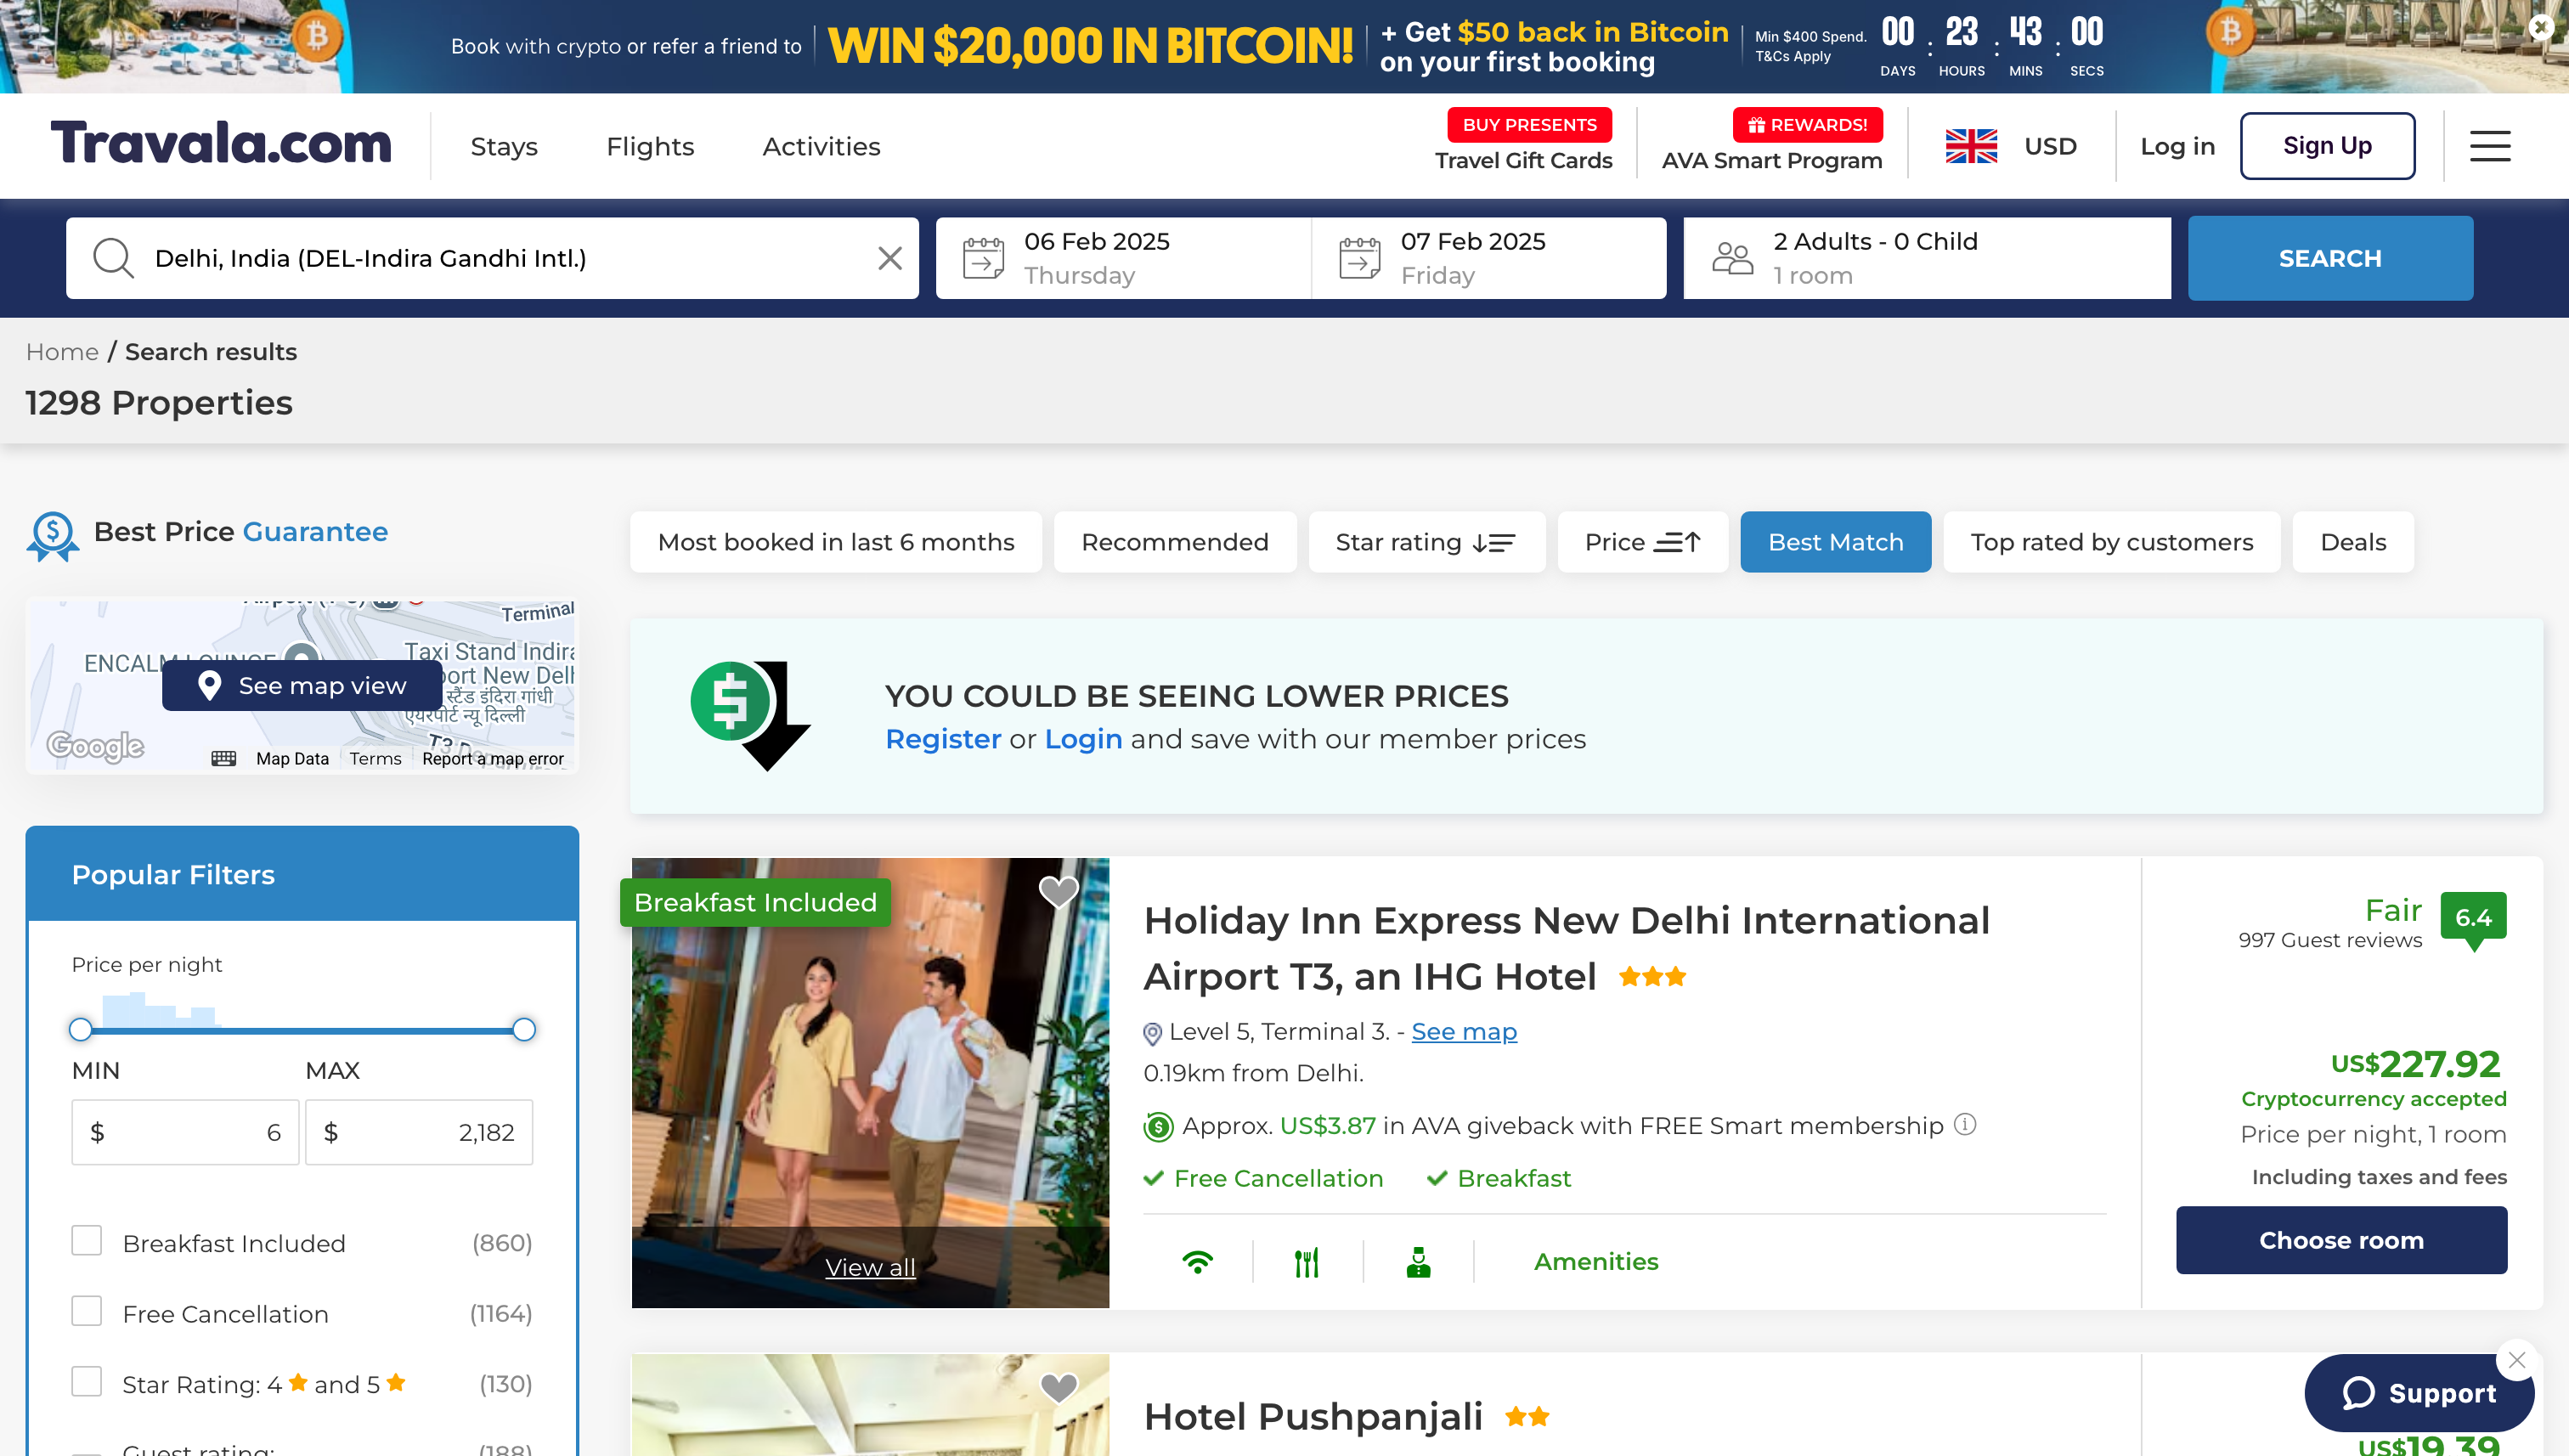 Book with crypto or refer a friend to
WIN $20,000 IN BITCOIN!
+ Get $50 back in Bitcoin
on your first booking
Min $400 Spend.
T&Cs Apply
00 : 23 : 43 : 00
DAYS HOURS MINS SECS
Travala.com
Stays
Flights
Activities
BUY PRESENTS
Travel Gift Cards
REWARDS!
AVA Smart Program
USD
Log in
Sign Up
Delhi, India (DEL-Indira Gandhi Intl.)
06 Feb 2025
Thursday
07 Feb 2025
Friday
2 Adults - 0 Child
1 room
SEARCH
Home / Search results
1298 Properties
Best Price Guarantee
Most booked in last 6 months
Recommended
Star rating
Price
Best Match
Top rated by customers
Deals
Terminal
ENCALM LOUNGE
Taxi Stand Indira
port New Delhi
स्टैंड इंदिरा गांधी
एयरपोर्ट न्यू दिल्ली
See map view
Google
Map Data
Terms
Report a map error
YOU COULD BE SEEING LOWER PRICES
Register or Login and save with our member prices
Popular Filters
Price per night
MIN
MAX
$ 6
$ 2,182
Breakfast Included (860)
Free Cancellation (1164)
Star Rating: 4 and 5 (130)
Guest rating: (188)
Breakfast Included
View all
Holiday Inn Express New Delhi International
Airport T3, an IHG Hotel
Level 5, Terminal 3. - See map
0.19km from Delhi.
Approx. US$3.87 in AVA giveback with FREE Smart membership
Free Cancellation
Breakfast
Amenities
Fair
6.4
997 Guest reviews
US$227.92
Cryptocurrency accepted
Price per night, 1 room
Including taxes and fees
Choose room
Hotel Pushpanjali
Support
US$19.39